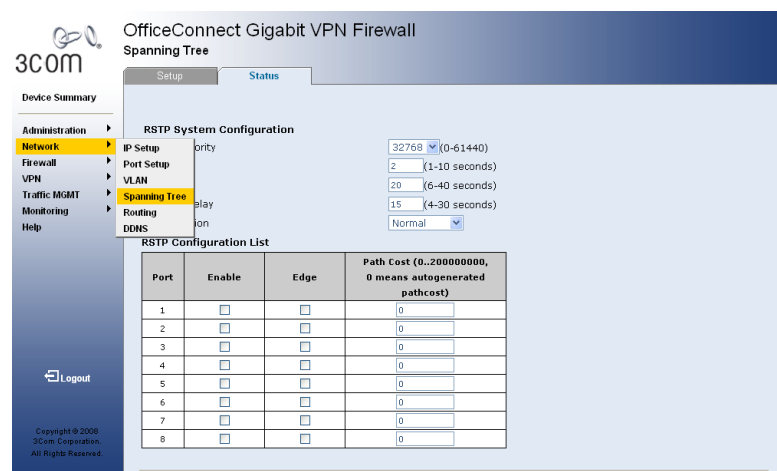 3COM
OfficeConnect Gigabit VPN Firewall
Spanning Tree
Setup
Status
Device Summary
Administration
Network
Firewall
VPN
Traffic MGMT
Monitoring
Help
IP Setup
Port Setup
VLAN
Spanning Tree
Routing
DDNS
RSTP System Configuration
32768 (0-61440)
2 (1-10 seconds)
20 (6-40 seconds)
15 (4-30 seconds)
Normal
RSTP Configuration List
Port Enable Edge Path Cost (0..200000000,
0 means autogenerated
pathcost)
1 0
2 0
3 0
4 0
5 0
6 0
7 0
8 0
Logout
Copyright © 2008
3Com Corporation.
All Rights Reserved.